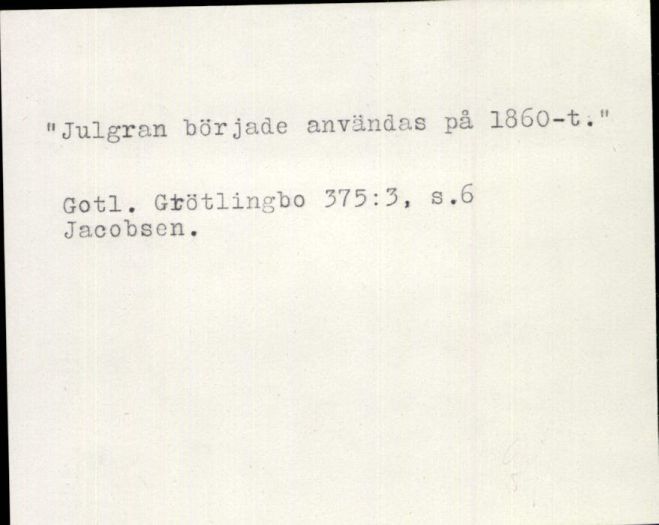 "Julgran började användas på 1860-t."
Gotl. Grötlingbo 375:3, s.6
Jacobsen.